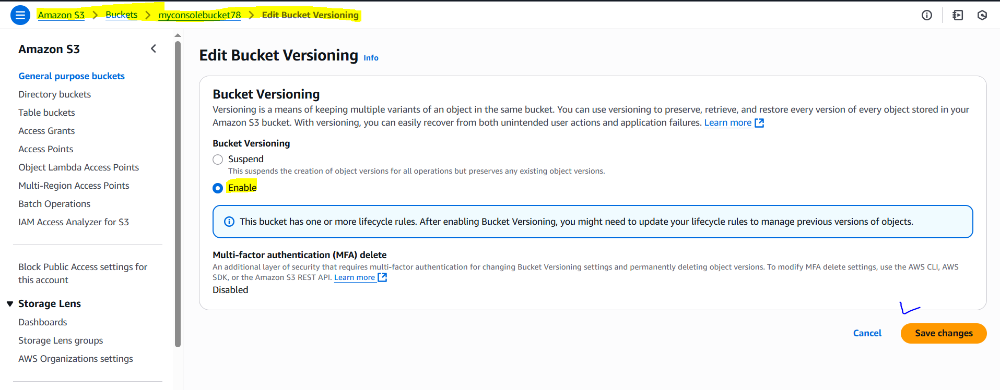 Amazon S3 > Buckets > myconsolebucket78 > Edit Bucket Versioning
Amazon S3
General purpose buckets
Directory buckets
Table buckets
Access Grants
Access Points
Object Lambda Access Points
Multi-Region Access Points
Batch Operations
IAM Access Analyzer for S3
Block Public Access settings for
this account
Storage Lens
Dashboards
Storage Lens groups
AWS Organizations settings
Edit Bucket Versioning Info
Bucket Versioning
Versioning is a means of keeping multiple variants of an object in the same bucket. You can use versioning to preserve, retrieve, and restore every version of every object stored in your
Amazon S3 bucket. With versioning, you can easily recover from both unintended user actions and application failures. Learn more
Bucket Versioning
Suspend
This suspends the creation of object versions for all operations but preserves any existing object versions.
Enable
This bucket has one or more lifecycle rules. After enabling Bucket Versioning, you might need to update your lifecycle rules to manage previous versions of objects.
Multi-factor authentication (MFA) delete
An additional layer of security that requires multi-factor authentication for changing Bucket Versioning settings and permanently deleting object versions. To modify MFA delete settings, use the AWS CLI, AWS
SDK, or the Amazon S3 REST API. Learn more
Disabled
Cancel
Save changes